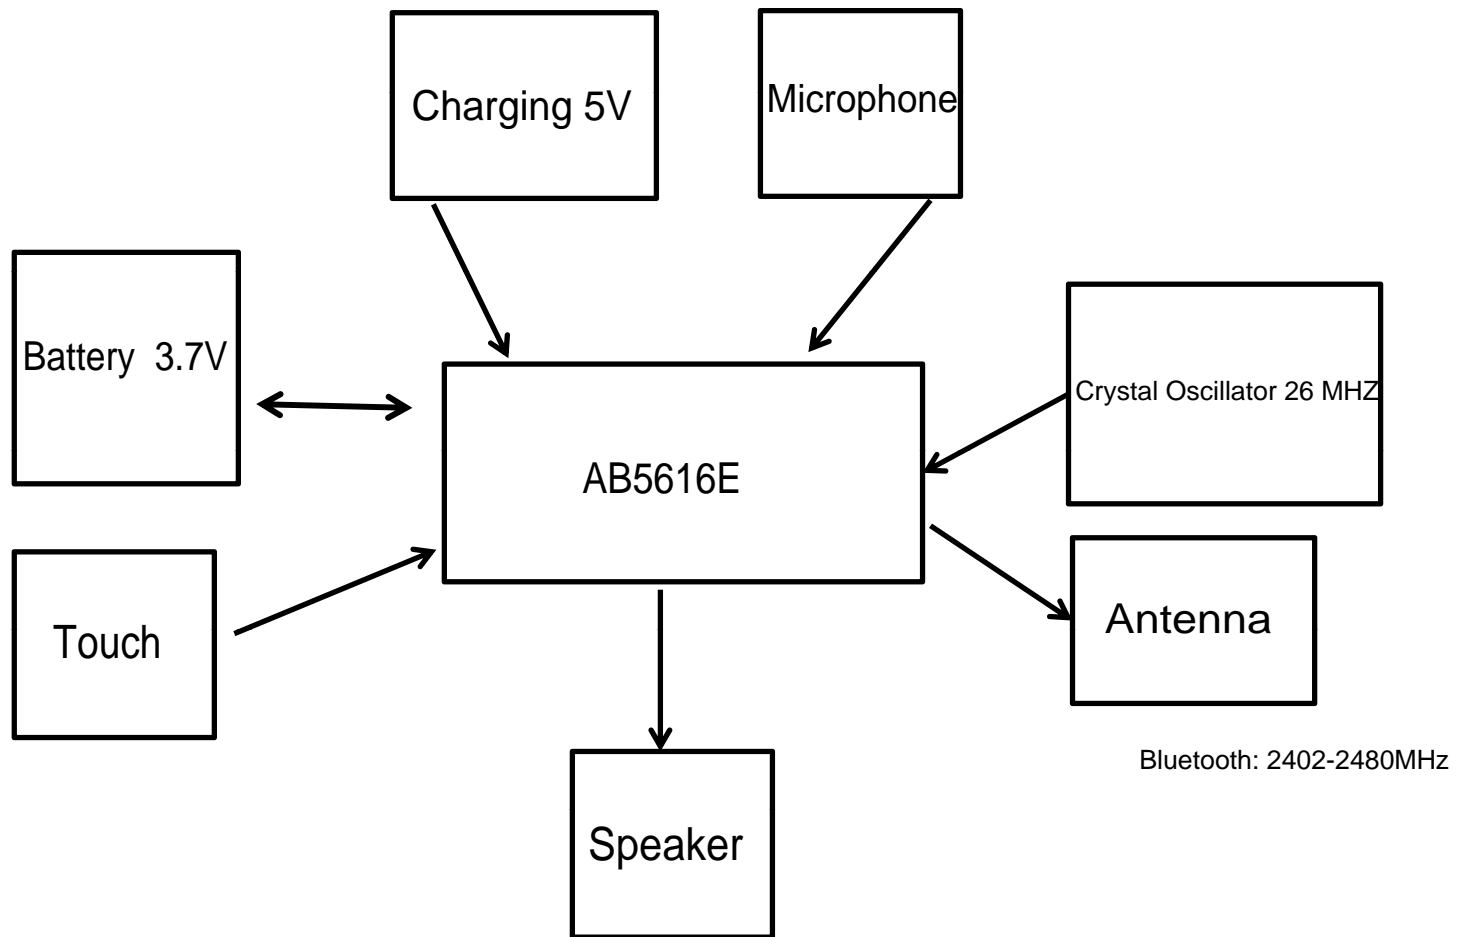 Charging 5V
Microphone
Battery  3.7V
Crystal Oscillator 26 MHZ
AB5616E
Touch
Antenna
Bluetooth: 2402-2480MHz
Speaker